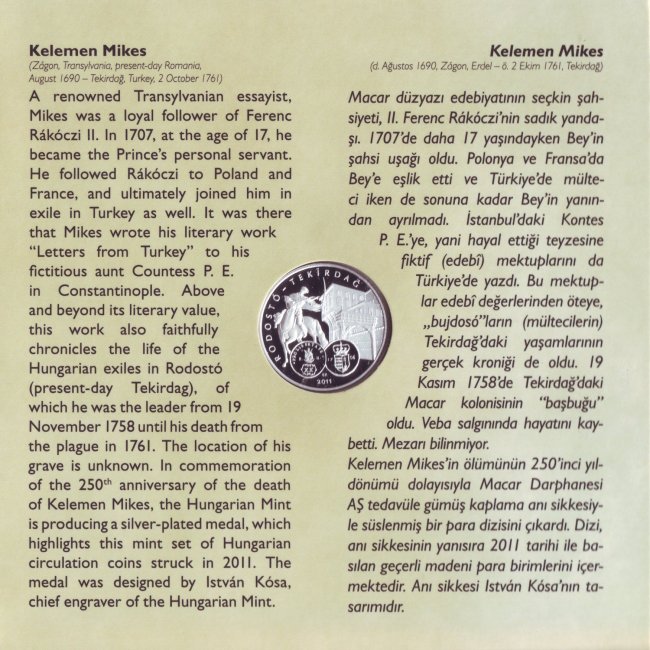 Kelemen Mikes
(Zágon, Transylvania, present-day Romania,
August 1690 – Tekirdağ, Turkey, 2 October 1761)
A renowned Transylvanian essayist,
Mikes was a loyal follower of Ferenc
Rákóczi II. In 1707, at the age of 17, he
became the Prince’s personal servant.
He followed Rákóczi to Poland and
France, and ultimately joined him in
exile in Turkey as well. It was there
that Mikes wrote his literary work
“Letters from Turkey” to his
fictitious aunt Countess P. E.
in Constantinople. Above
and beyond its literary value,
this work also faithfully
chronicles the life of the
Hungarian exiles in Rodostó
(present-day Tekirdag), of
which he was the leader from 19
November 1758 until his death from
the plague in 1761. The location of his
grave is unknown. In commemoration
of the 250th anniversary of the death
of Kelemen Mikes, the Hungarian Mint
is producing a silver-plated medal, which
highlights this mint set of Hungarian
circulation coins struck in 2011. The
medal was designed by István Kósa,
chief engraver of the Hungarian Mint.
RODOSTÓ - TEKİRDAĞ
2011
Kelemen Mikes
(d. Ağustos 1690, Zágon, Erdel – ö. 2 Ekim 1761, Tekirdağ)
Macar düzyazı edebiyatının seçkin şah-
siyeti, II. Ferenc Rákóczi’nin sadık yanda-
şı. 1707’de daha 17 yaşındayken Bey’in
şahsi uşağı oldu. Polonya ve Fransa’da
Bey’e eşlik etti ve Türkiye’de mülte-
ci iken de sonuna kadar Bey’in yanın-
dan ayrılmadı. İstanbul’daki Kontes
P. E.’ye, yani hayal ettiği teyzesine
fiktif (edebî) mektuplarını da
Türkiye’de yazdı. Bu mektup-
lar edebî değerlerinden öteye,
„bujdosó”ların (mültecilerin)
Tekirdağ’daki yaşamlarının
gerçek kroniği de oldu. 19
Kasım 1758’de Tekirdağ’daki
Macar kolonisinin “başbuğu”
oldu. Veba salgınında hayatını kay-
betti. Mezarı bilinmiyor.
Kelemen Mikes’in ölümünün 250’inci yıl-
dönümü dolayısıyla Macar Darphanesi
AŞ tedavüle gümüş kaplama anı sikkesiy-
le süslenmiş bir para dizisini çıkardı. Dizi,
anı sikkesinin yanısıra 2011 tarihi ile ba-
sılan geçerli madeni para birimlerini içer-
mektedir. Anı sikkesi István Kósa’nın ta-
sarımıdır.